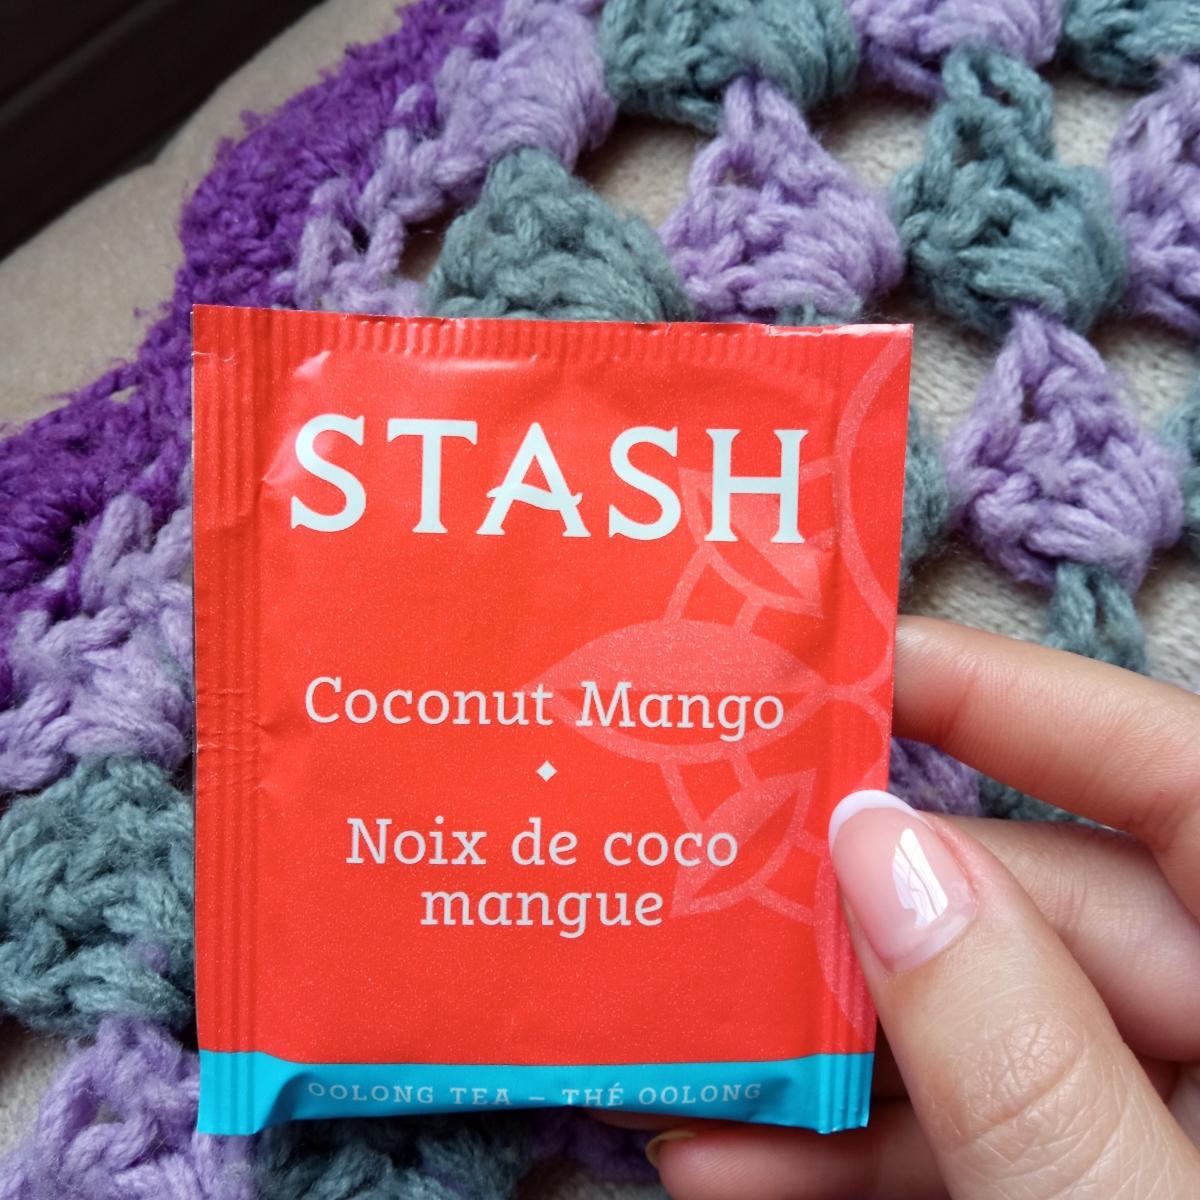 STASH
Coconut Mango
Noix de coco
mangue
OOLONG TEA – THÉ OOLONG